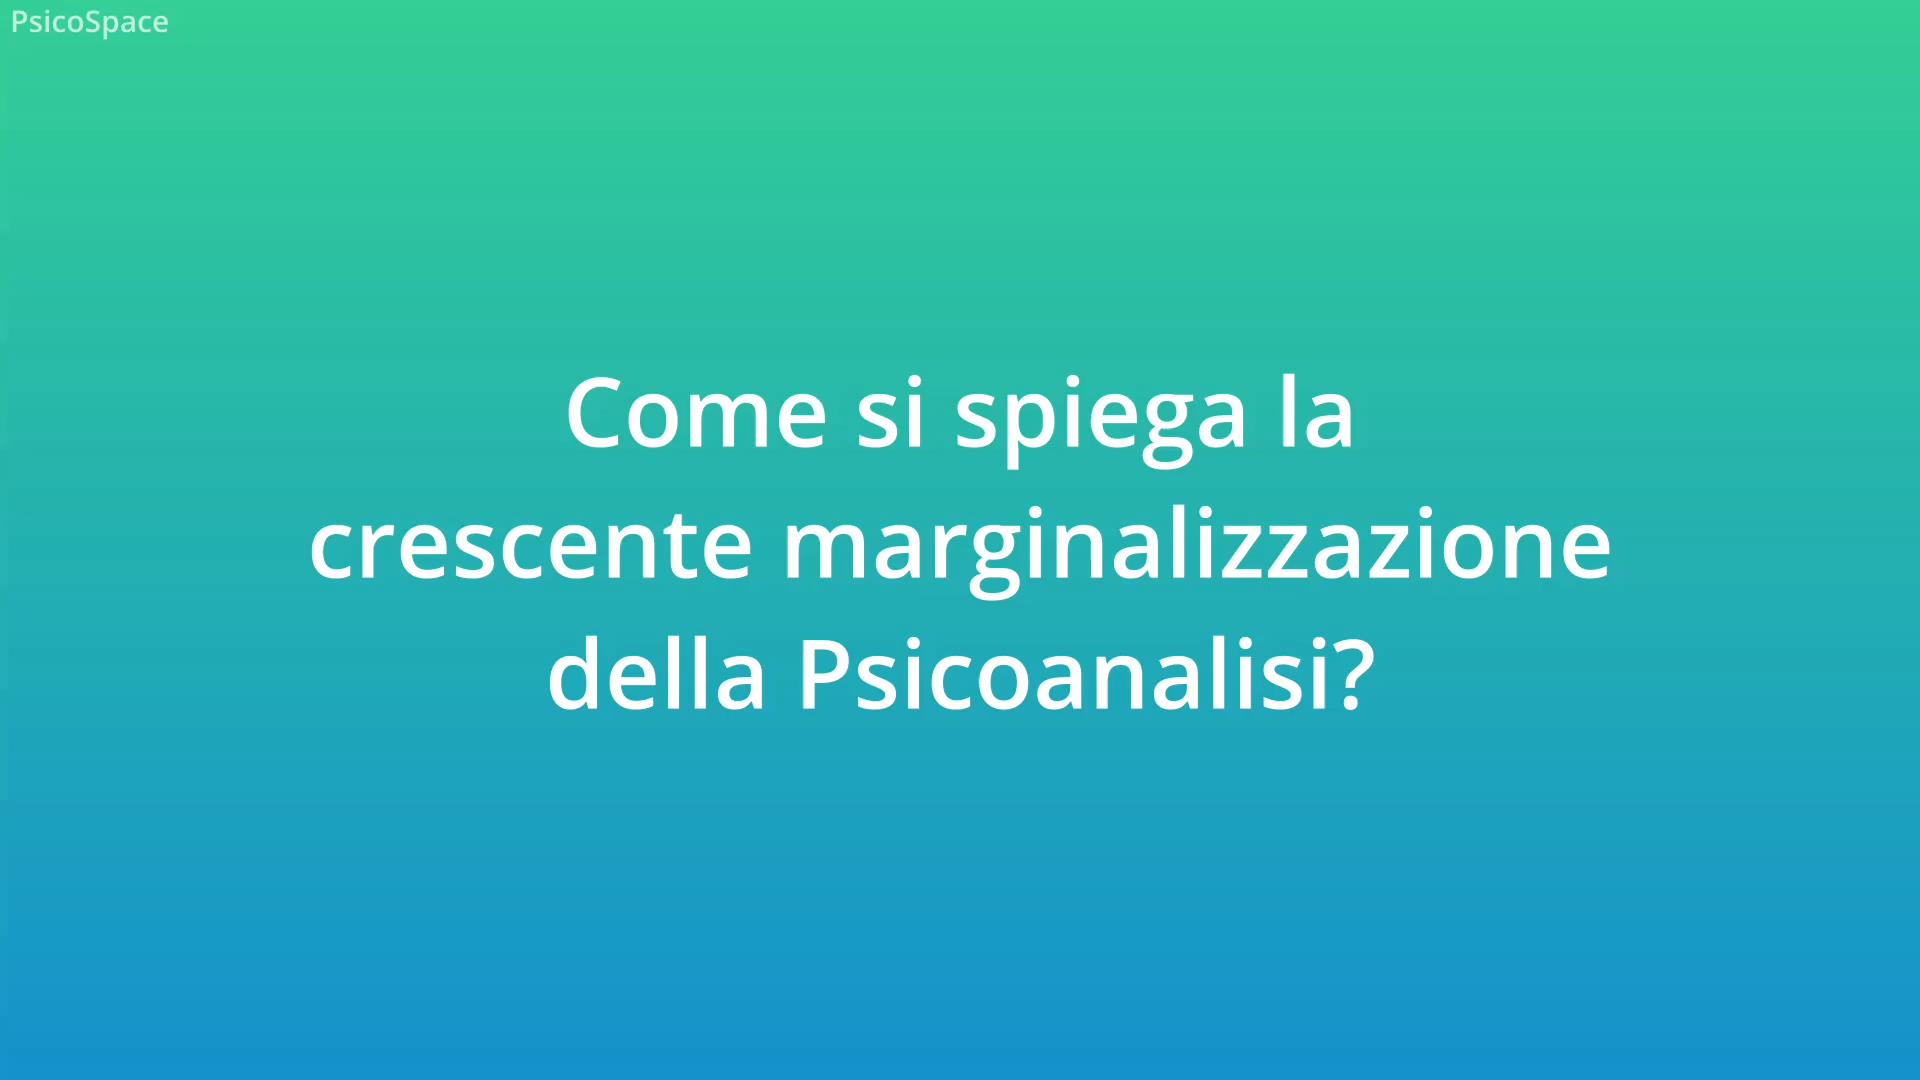 PsicoSpace
Come si spiega la
crescente marginalizzazione
della Psicoanalisi?